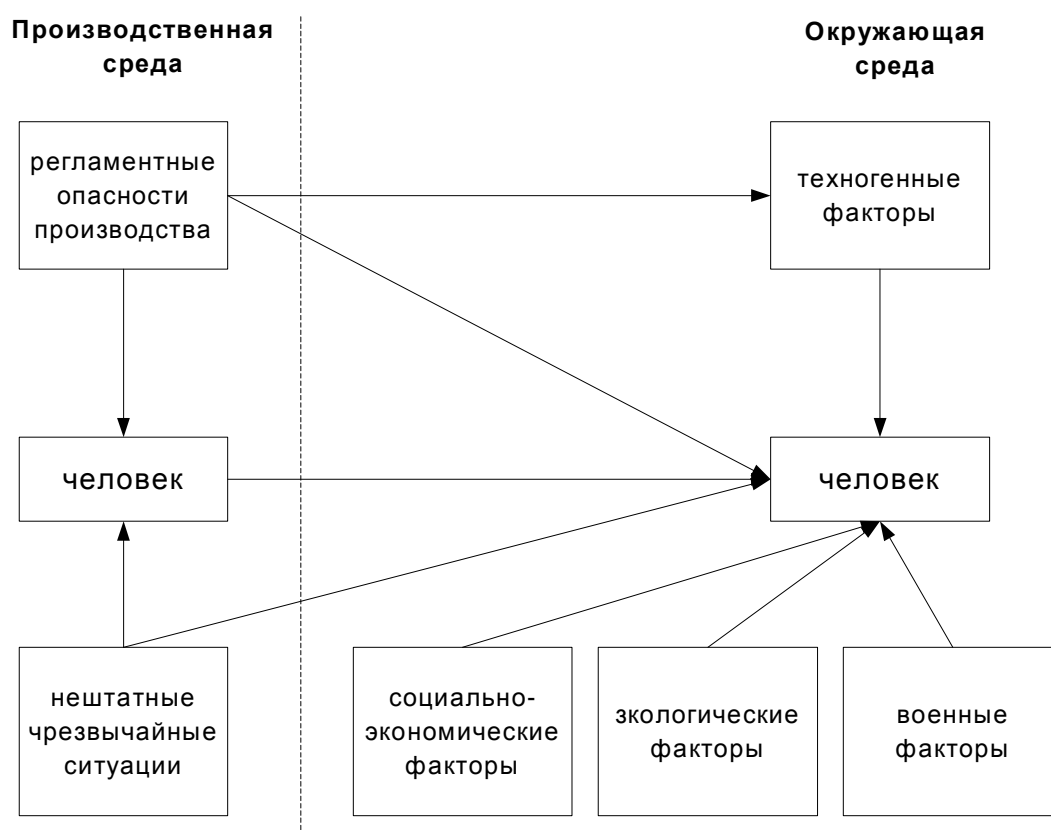 Производственная
среда
Окружающая
среда
регламентные
опасности
производства
техногенные
факторы
человек
человек
нештатные
чрезвычайные
ситуации
социально-
экономические
факторы
зкологические
факторы
военные
факторы